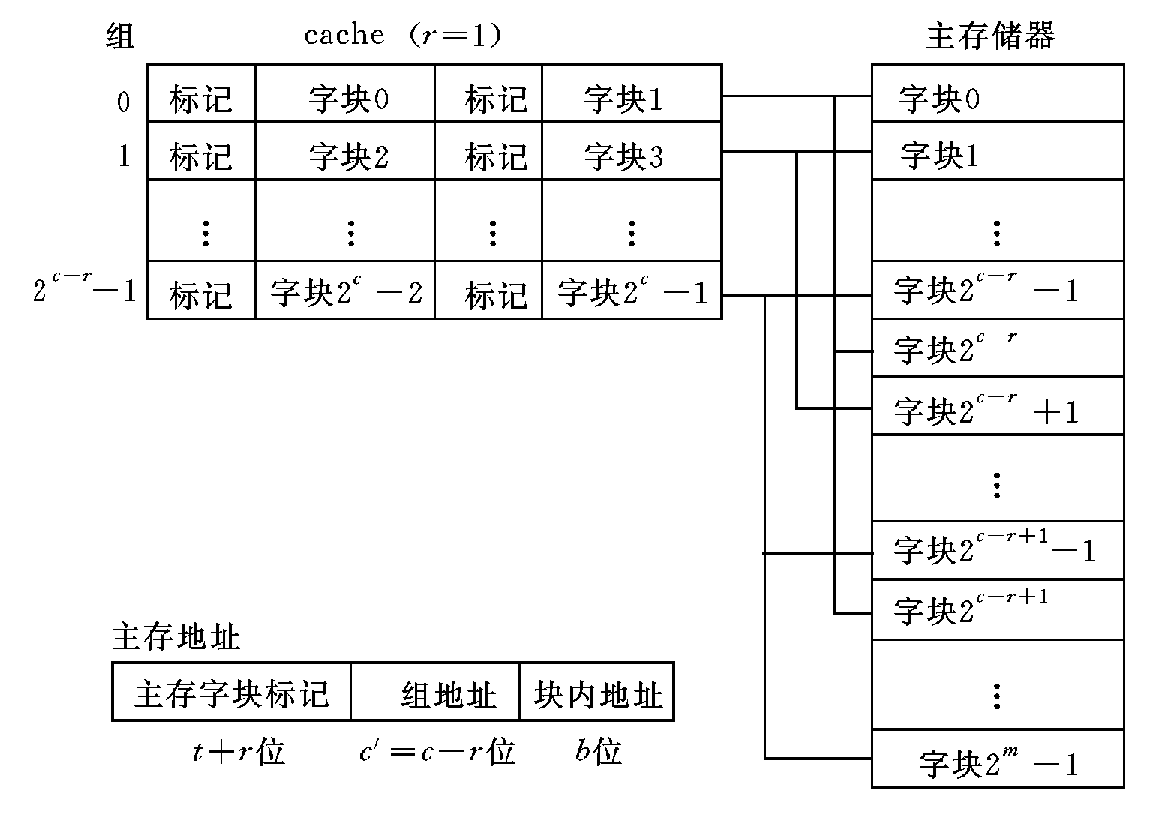 组 cache (r=1) 主存储器
0 标记 字块0 标记 字块1 字块0
1 标记 字块2 标记 字块3 字块1
⋮ ⋮ ⋮ ⋮ ⋮
2^{c-r}-1 标记 字块2^c-2 标记 字块2^c-1 字块2^{c-r}-1
字块2^{c r}
字块2^{c-r}+1
⋮
字块2^{c-r+1}-1
字块2^{c-r+1}
⋮
字块2^m-1
主存地址
主存字块标记 组地址 块内地址
t+r位 c′=c-r位 b位